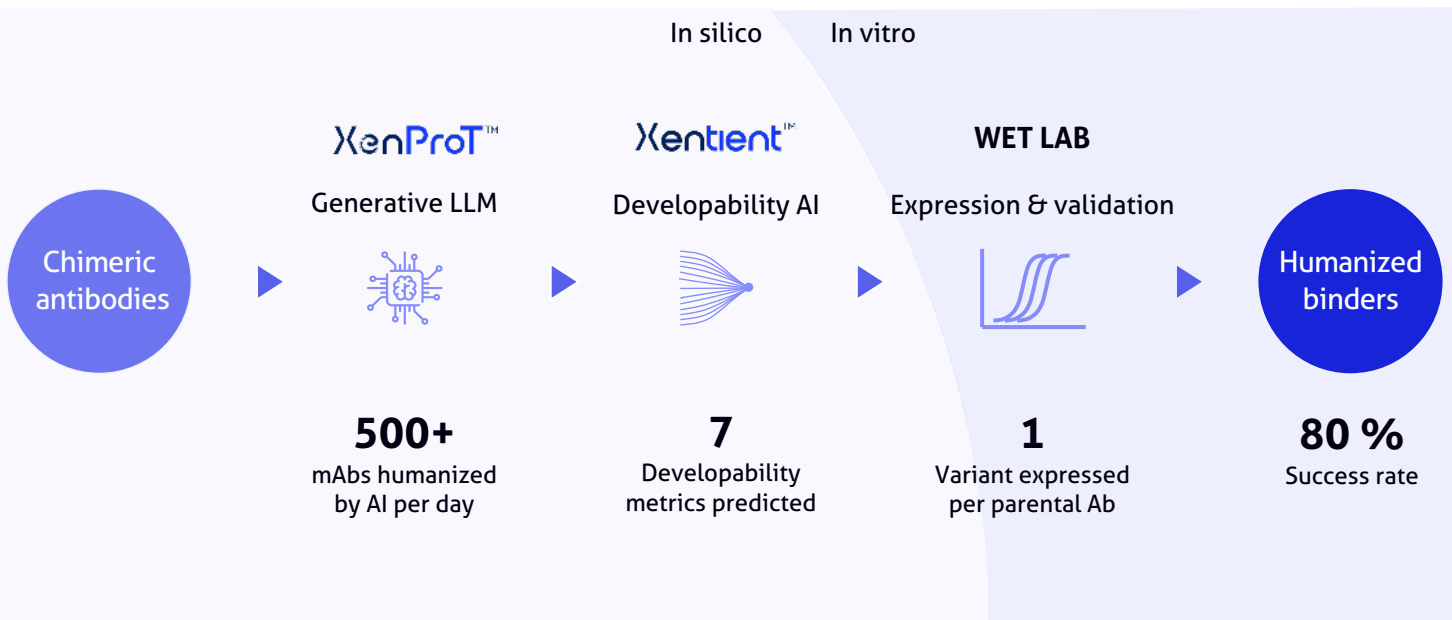 In silico
In vitro
XenProT™
Xentient™
WET LAB
Generative LLM
Developability AI
Expression & validation
Chimeric
antibodies
Humanized
binders
500+
mAbs humanized
by AI per day
7
Developability
metrics predicted
1
Variant expressed
per parental Ab
80 %
Success rate